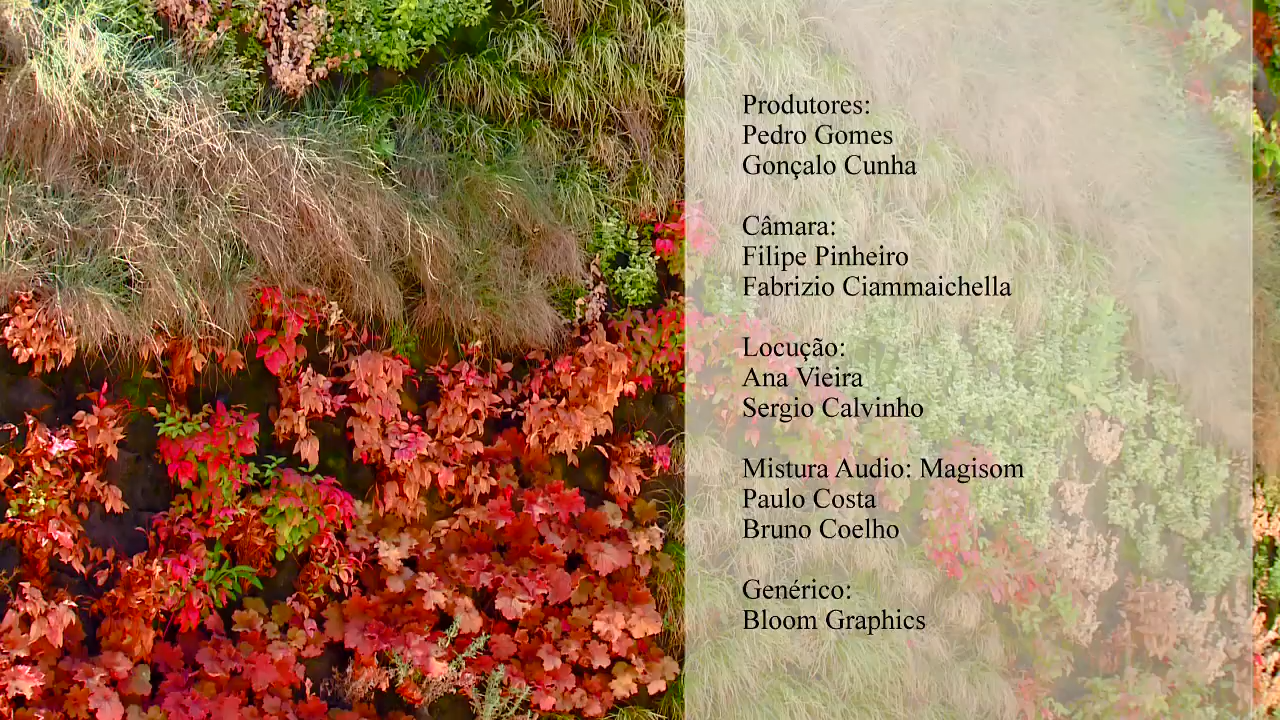 Produtores:
Pedro Gomes
Gonçalo Cunha
Câmara:
Filipe Pinheiro
Fabrizio Ciammaichella
Locução:
Ana Vieira
Sergio Calvinho
Mistura Audio: Magisom
Paulo Costa
Bruno Coelho
Genérico:
Bloom Graphics